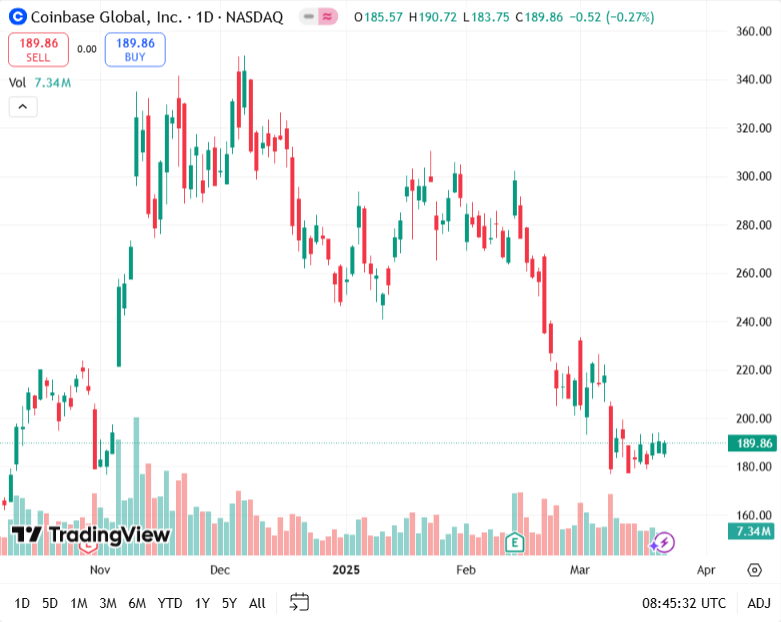 Coinbase Global, Inc. · 1D · NASDAQ O185.57 H190.72 L183.75 C189.86 −0.52 (−0.27%)
189.86 SELL 0.00 189.86 BUY
Vol 7.34M
360.00
340.00
320.00
300.00
280.00
260.00
240.00
220.00
200.00
189.86
180.00
160.00
7.34M
TradingView
E E
Nov Dec 2025 Feb Mar Apr
1D 5D 1M 3M 6M YTD 1Y 5Y All 08:45:32 UTC ADJ